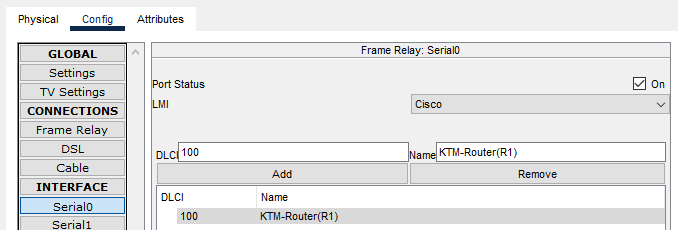 Physical Config Attributes
GLOBAL
Settings
TV Settings
CONNECTIONS
Frame Relay
DSL
Cable
INTERFACE
Serial0
Serial1
Frame Relay: Serial0
Port Status On
LMI Cisco
DLCI 100 Name KTM-Router(R1)
Add Remove
DLCI Name
100 KTM-Router(R1)